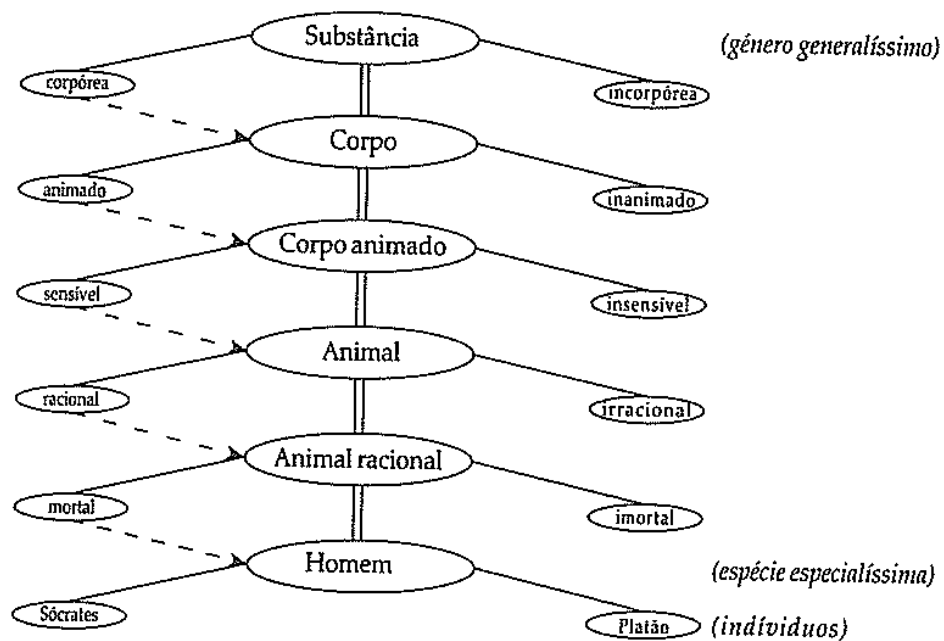 Substância (género generalíssimo)
corpórea incorpórea
Corpo
animado inanimado
Corpo animado
sensível insensível
Animal
racional irracional
Animal racional
mortal imortal
Homem (espécie especialíssima)
Sócrates Platão (indíviduos)